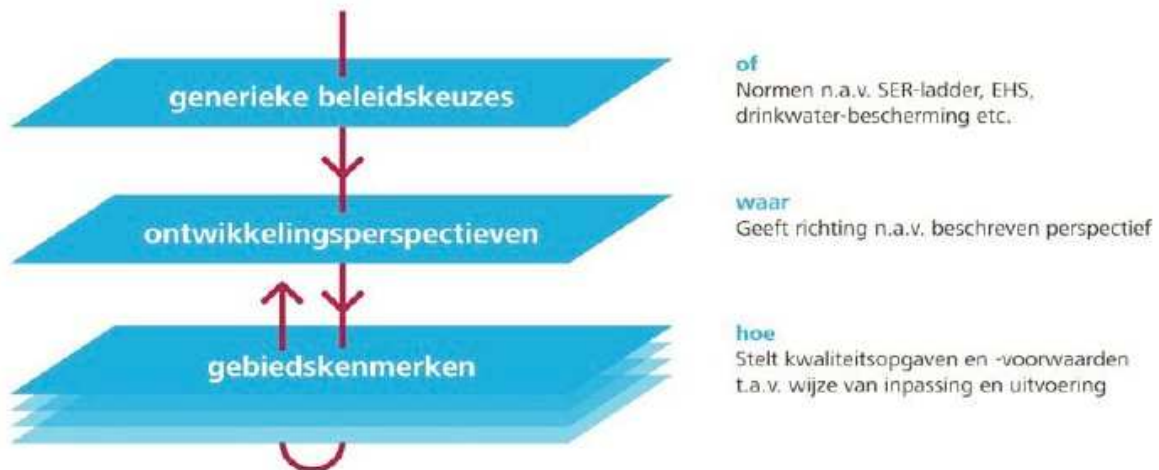 generieke beleidskeuzes
of
Normen n.a.v. SER-ladder, EHS,
drinkwater-bescherming etc.
ontwikkelingsperspectieven
waar
Geeft richting n.a.v. beschreven perspectief
gebiedskenmerken
hoe
Stelt kwaliteitsopgaven en -voorwaarden
t.a.v. wijze van inpassing en uitvoering